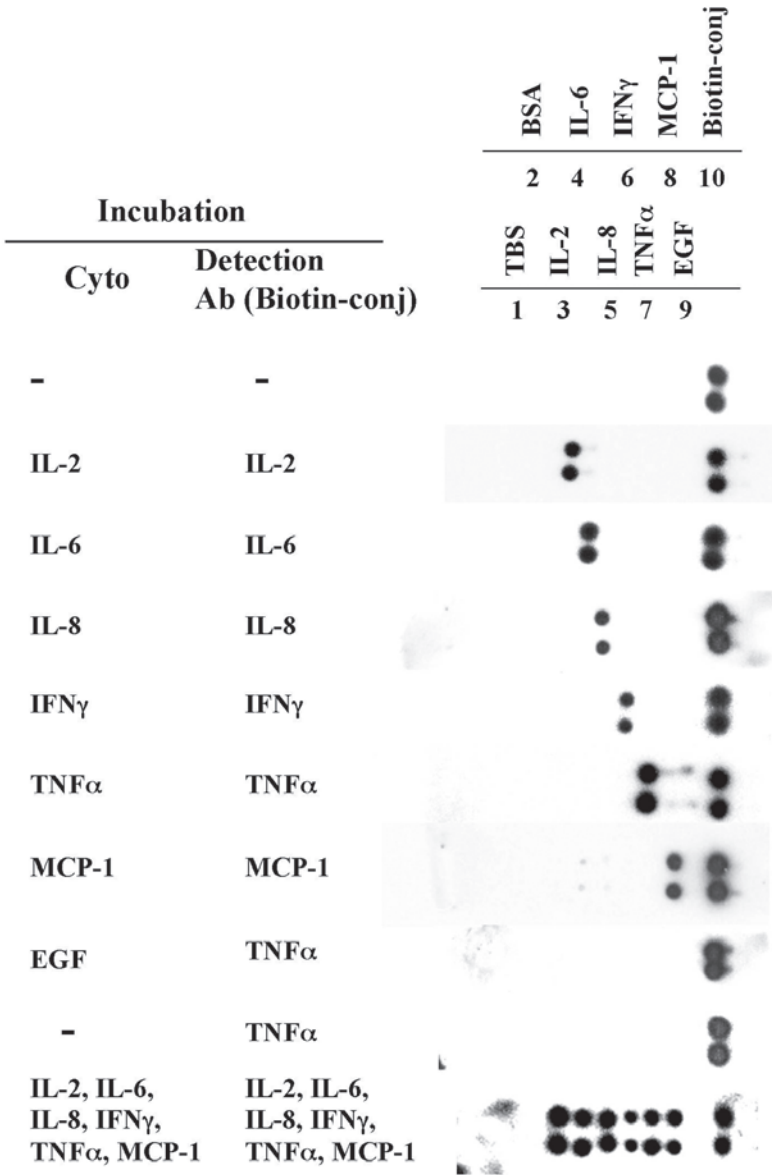 BSA
IL-6
IFNγ
MCP-1
Biotin-conj
2 4 6 8 10
TBS
IL-2
IL-8
TNFα
EGF
1 3 5 7 9
Incubation
Cyto
Detection
Ab (Biotin-conj)
- -
IL-2 IL-2
IL-6 IL-6
IL-8 IL-8
IFNγ IFNγ
TNFα TNFα
MCP-1 MCP-1
EGF TNFα
- TNFα
IL-2, IL-6, IL-2, IL-6,
IL-8, IFNγ, IL-8, IFNγ,
TNFα, MCP-1 TNFα, MCP-1